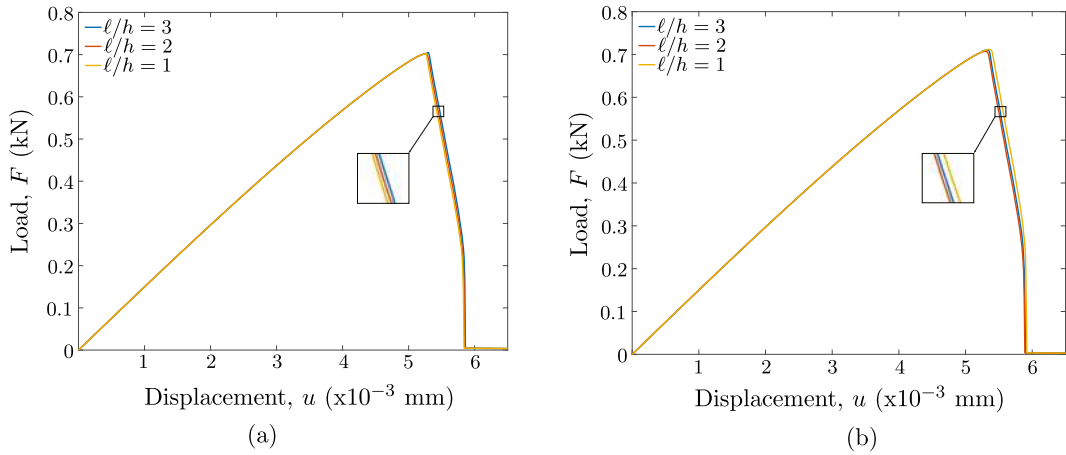 ℓ/h = 3
ℓ/h = 2
ℓ/h = 1
0.8
0.7
0.6
0.5
0.4
0.3
0.2
0.1
0
Load, F (kN)
1 2 3 4 5 6
Displacement, u (x10⁻³ mm)
(a)
ℓ/h = 3
ℓ/h = 2
ℓ/h = 1
0.8
0.7
0.6
0.5
0.4
0.3
0.2
0.1
0
Load, F (kN)
1 2 3 4 5 6
Displacement, u (x10⁻³ mm)
(b)